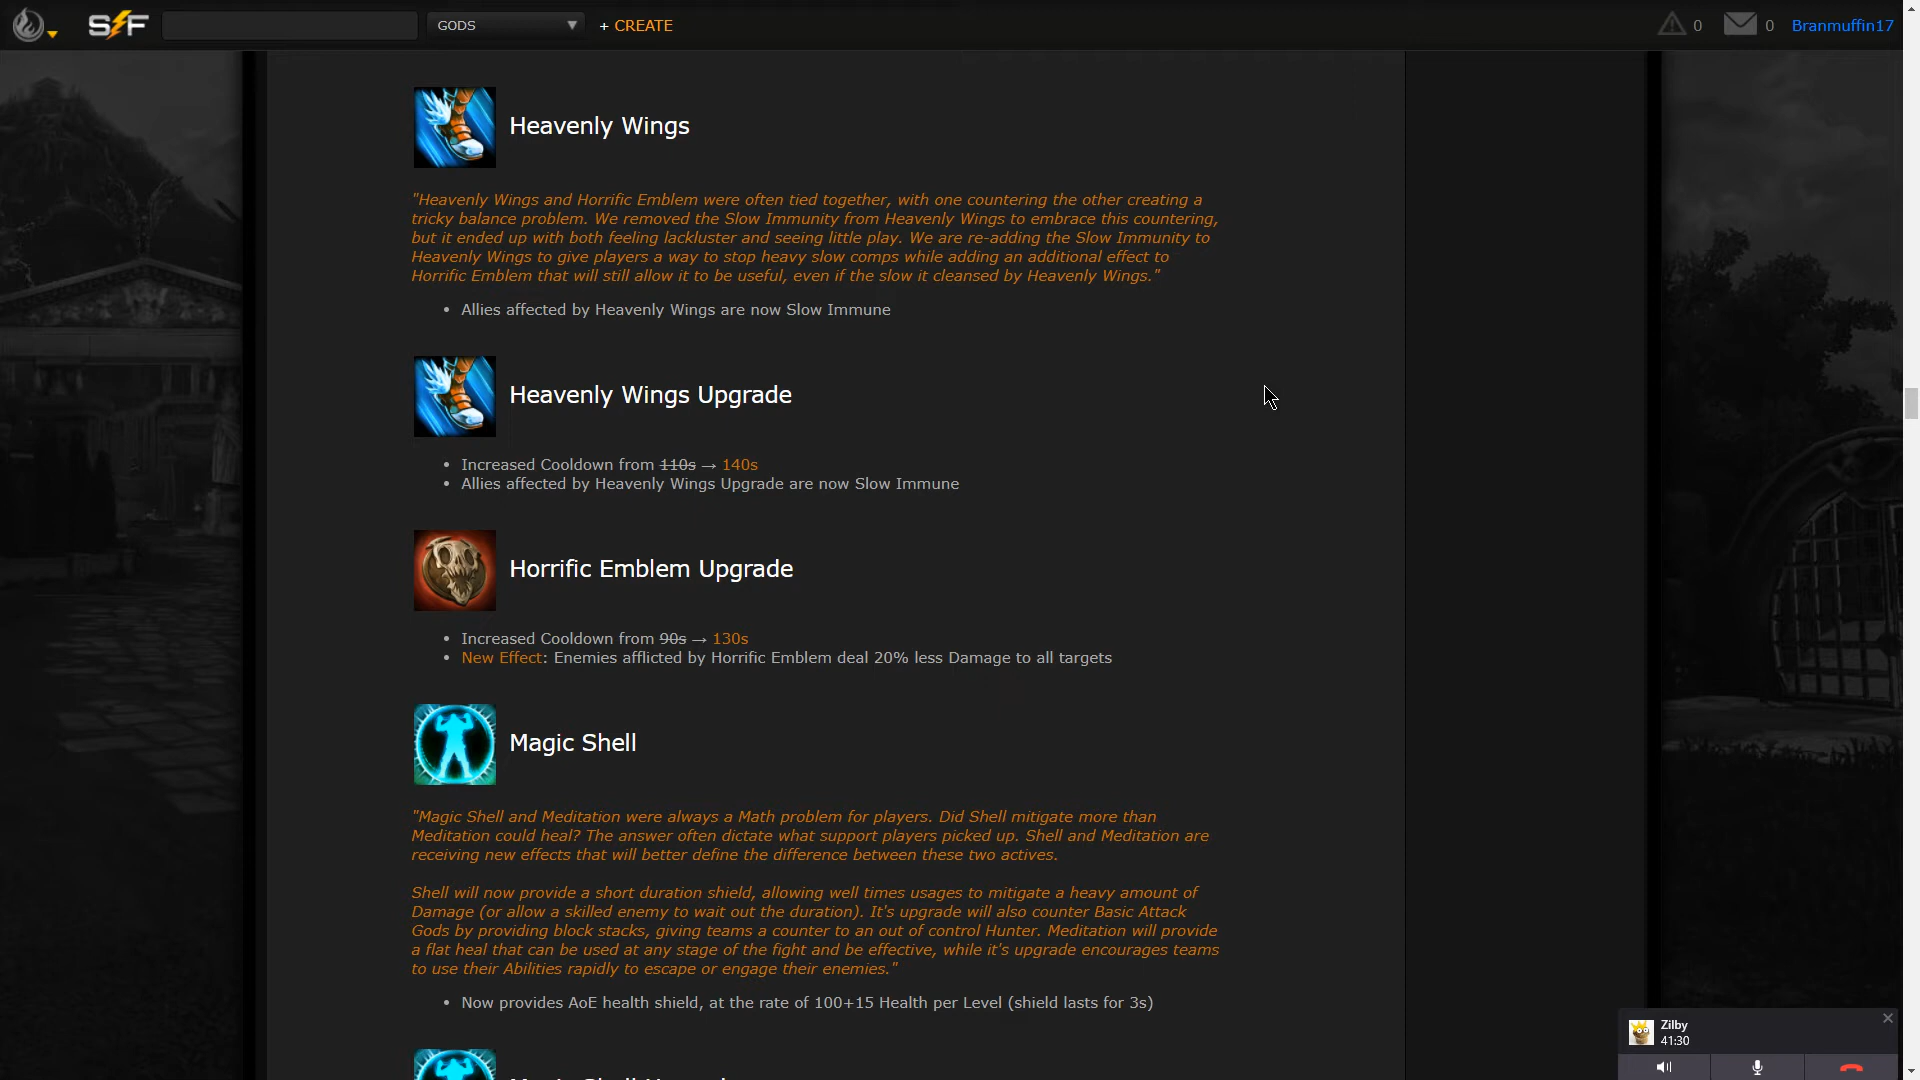 SF
GODS
+ CREATE
0
0
Branmuffin17
Heavenly Wings
"Heavenly Wings and Horrific Emblem were often tied together, with one countering the other creating a
tricky balance problem. We removed the Slow Immunity from Heavenly Wings to embrace this countering,
but it ended up with both feeling lackluster and seeing little play. We are re-adding the Slow Immunity to
Heavenly Wings to give players a way to stop heavy slow comps while adding an additional effect to
Horrific Emblem that will still allow it to be useful, even if the slow it cleansed by Heavenly Wings."
• Allies affected by Heavenly Wings are now Slow Immune
Heavenly Wings Upgrade
• Increased Cooldown from 110s → 140s
• Allies affected by Heavenly Wings Upgrade are now Slow Immune
Horrific Emblem Upgrade
• Increased Cooldown from 90s → 130s
• New Effect: Enemies afflicted by Horrific Emblem deal 20% less Damage to all targets
Magic Shell
"Magic Shell and Meditation were always a Math problem for players. Did Shell mitigate more than
Meditation could heal? The answer often dictate what support players picked up. Shell and Meditation are
receiving new effects that will better define the difference between these two actives.
Shell will now provide a short duration shield, allowing well times usages to mitigate a heavy amount of
Damage (or allow a skilled enemy to wait out the duration). It's upgrade will also counter Basic Attack
Gods by providing block stacks, giving teams a counter to an out of control Hunter. Meditation will provide
a flat heal that can be used at any stage of the fight and be effective, while it's upgrade encourages teams
to use their Abilities rapidly to escape or engage their enemies."
• Now provides AoE health shield, at the rate of 100+15 Health per Level (shield lasts for 3s)
Zilby
41:30